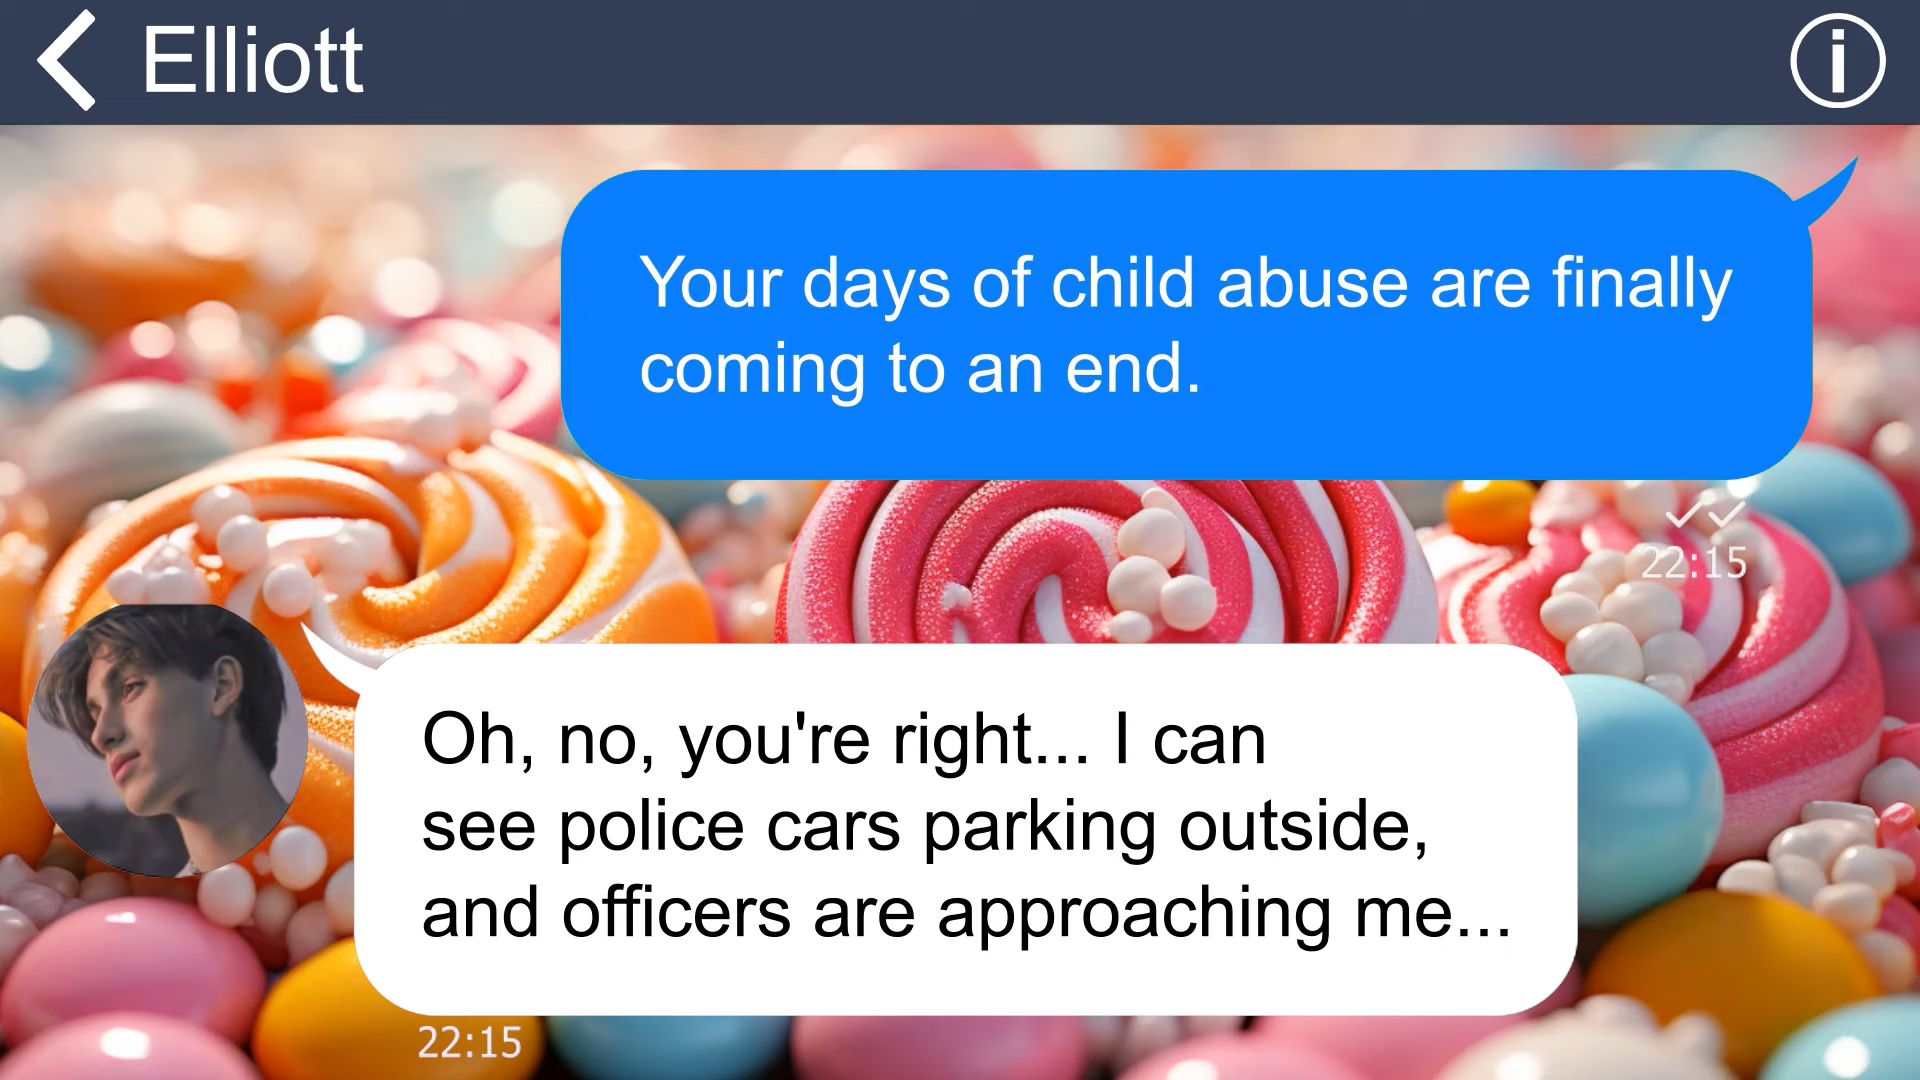 Elliott
Your days of child abuse are finally
coming to an end.
22:15
Oh, no, you're right... I can
see police cars parking outside,
and officers are approaching me...
22:15